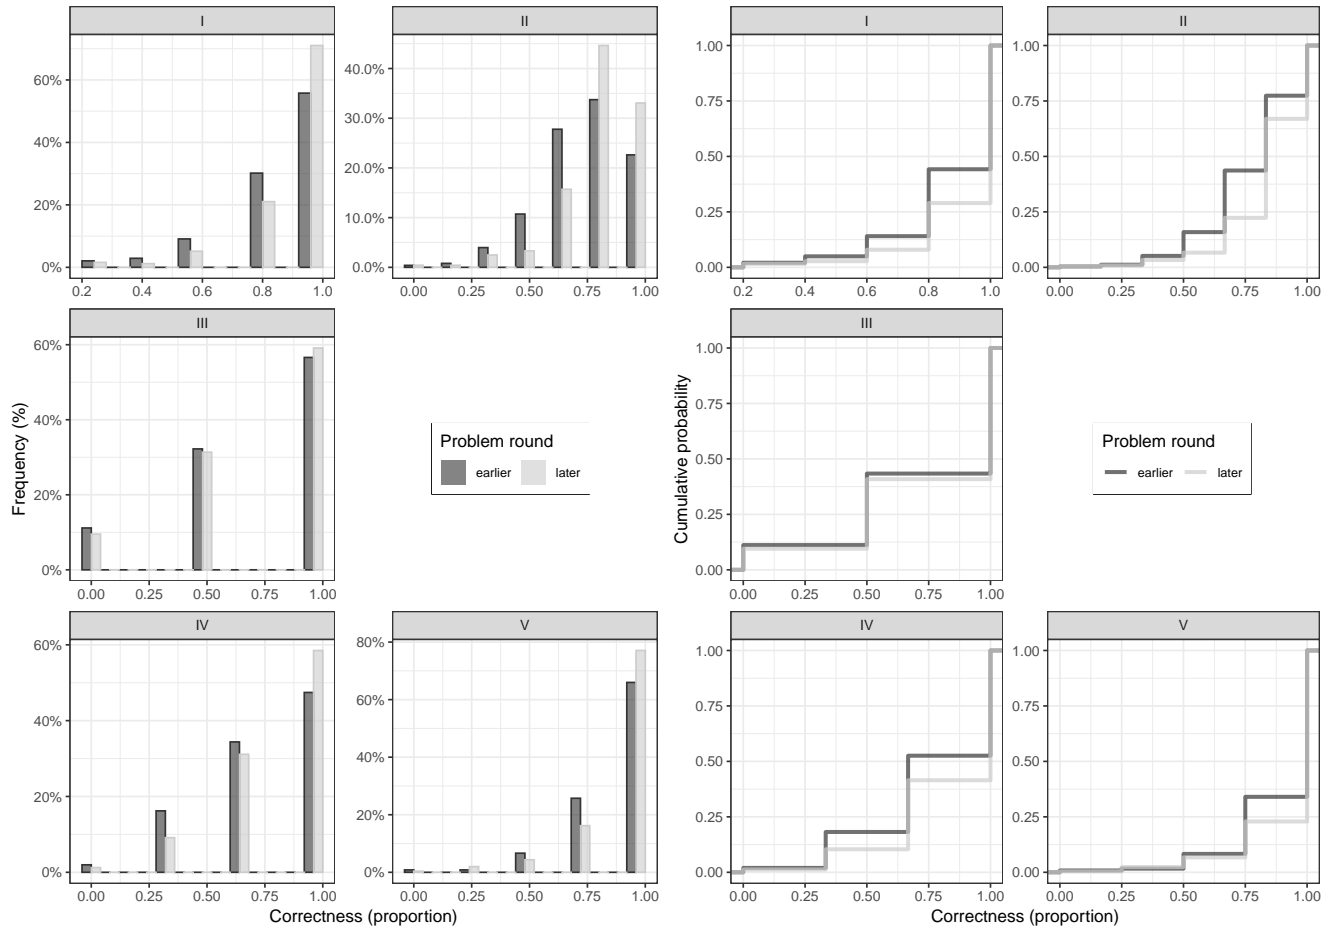 I
II
60%
40%
20%
0%
0.2 0.4 0.6 0.8 1.0
40.0%
30.0%
20.0%
10.0%
0.0%
0.00 0.25 0.50 0.75 1.00
III
60%
40%
20%
0%
0.00 0.25 0.50 0.75 1.00
Frequency (%)
Problem round
earlier later
IV
V
60%
40%
20%
0%
0.00 0.25 0.50 0.75 1.00
80%
60%
40%
20%
0%
0.00 0.25 0.50 0.75 1.00
Correctness (proportion)
I
II
1.00
0.75
0.50
0.25
0.00
0.2 0.4 0.6 0.8 1.0
1.00
0.75
0.50
0.25
0.00
0.00 0.25 0.50 0.75 1.00
III
1.00
0.75
0.50
0.25
0.00
0.00 0.25 0.50 0.75 1.00
Cumulative probability
Problem round
earlier later
IV
V
1.00
0.75
0.50
0.25
0.00
0.00 0.25 0.50 0.75 1.00
1.00
0.75
0.50
0.25
0.00
0.00 0.25 0.50 0.75 1.00
Correctness (proportion)